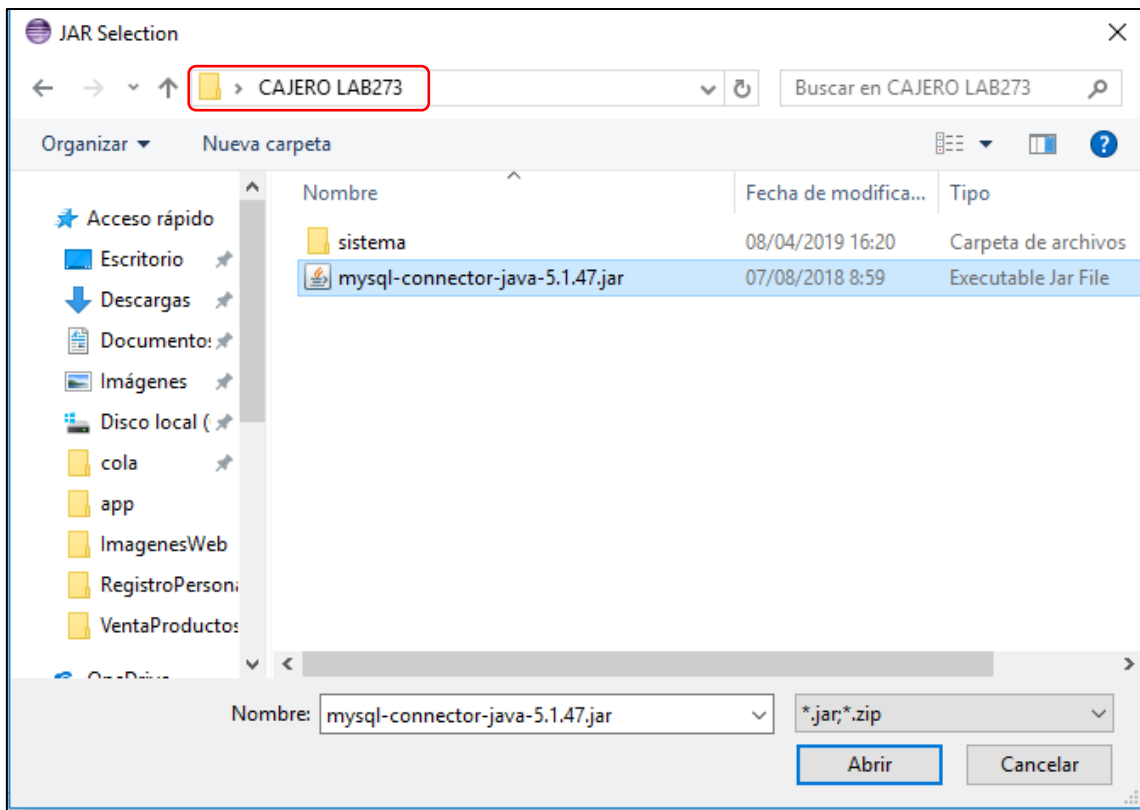 JAR Selection
CAJERO LAB273
Buscar en CAJERO LAB273
Organizar
Nueva carpeta
Nombre
Fecha de modifica...
Tipo
sistema
08/04/2019 16:20
Carpeta de archivos
mysql-connector-java-5.1.47.jar
07/08/2018 8:59
Executable Jar File
Acceso rápido
Escritorio
Descargas
Documento
Imágenes
Disco local (
cola
app
ImagenesWeb
RegistroPersona
VentaProductos
Nombre:
mysql-connector-java-5.1.47.jar
*.jar;*.zip
Abrir
Cancelar